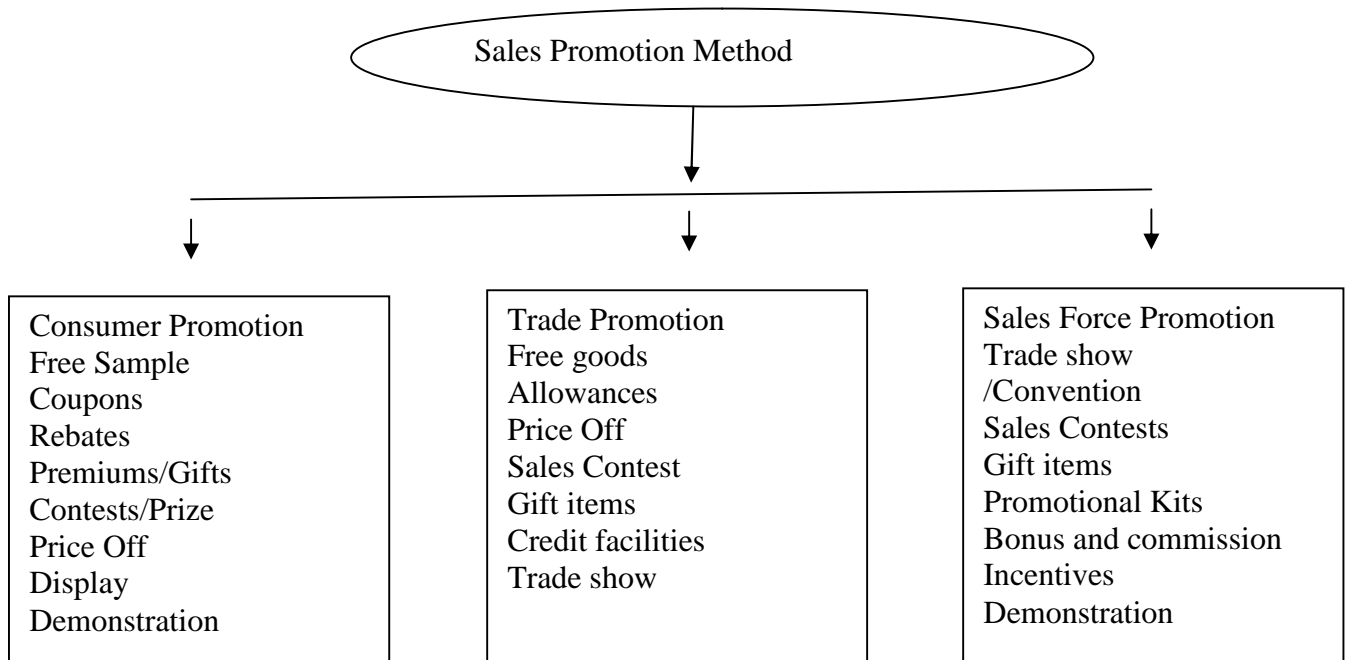 Sales Promotion Method
Consumer Promotion
Free Sample
Coupons
Rebates
Premiums/Gifts
Contests/Prize
Price Off
Display
Demonstration
Trade Promotion
Free goods
Allowances
Price Off
Sales Contest
Gift items
Credit facilities
Trade show
Sales Force Promotion
Trade show
/Convention
Sales Contests
Gift items
Promotional Kits
Bonus and commission
Incentives
Demonstration